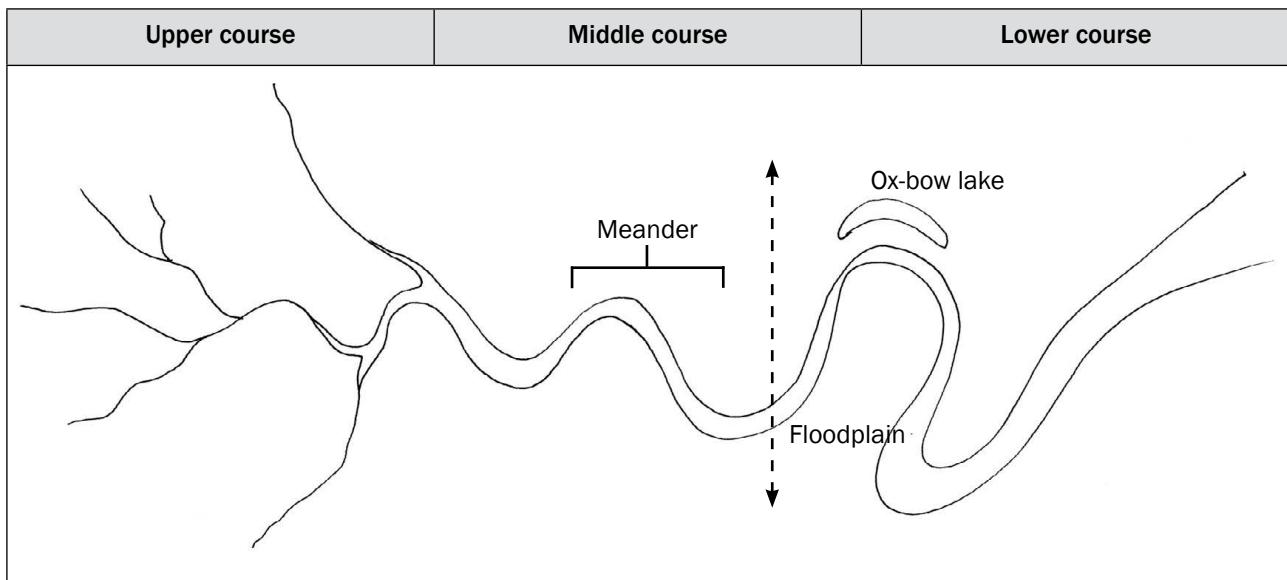 Upper course
Middle course
Lower course
Ox-bow lake
Meander
Floodplain